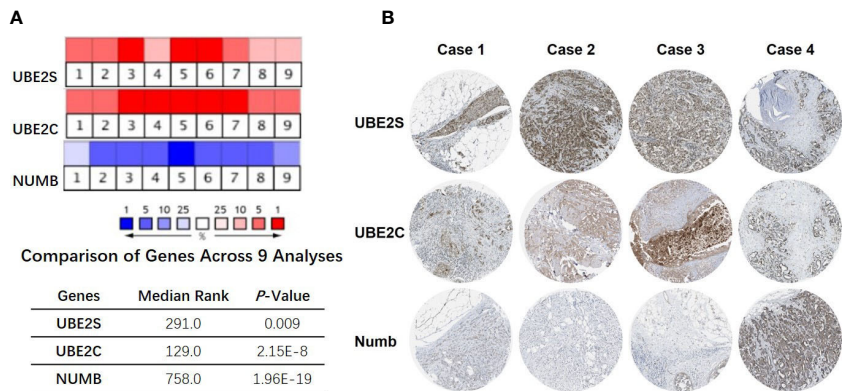 A
UBE2S
1 2 3 4 5 6 7 8 9
UBE2C
1 2 3 4 5 6 7 8 9
NUMB
1 2 3 4 5 6 7 8 9
1 5 10 25 25 10 5 1
%
Comparison of Genes Across 9 Analyses
Genes Median Rank P-Value
UBE2S 291.0 0.009
UBE2C 129.0 2.15E-8
NUMB 758.0 1.96E-19
B
Case 1 Case 2 Case 3 Case 4
UBE2S
UBE2C
Numb